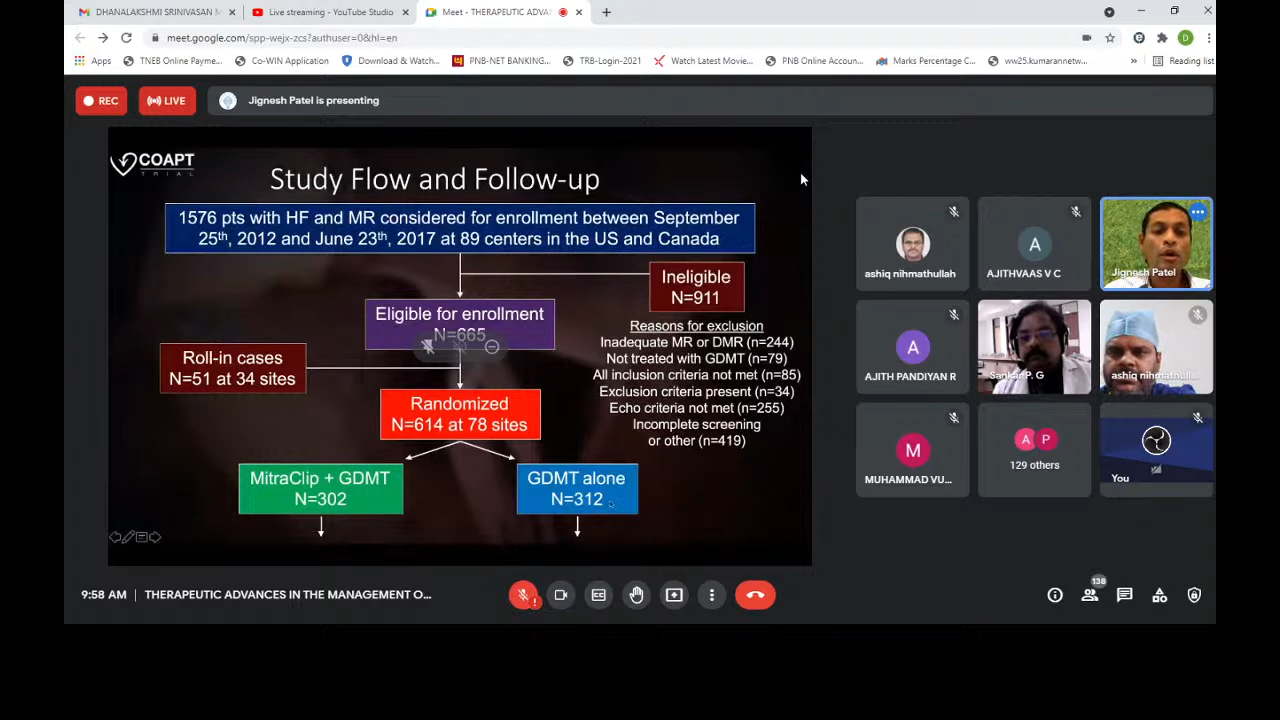 DHANALAKSHMI SRINIVASAN M
Live streaming - YouTube Studio
Meet - THERAPEUTIC ADVA
meet.google.com/spp-wejx-zcs?authuser=0&hl=en
D
Apps
TNEB Online Payme...
Co-WIN Application
Download & Watch...
PNB-NET BANKING...
TRB-Login-2021
Watch Latest Movie...
PNB Online Accoun...
Marks Percentage C...
ww25.kumarannetw...
»
Reading list
REC
LIVE
Jignesh Patel is presenting
COAPT
TRIAL
Study Flow and Follow-up
1576 pts with HF and MR considered for enrollment between September
25th, 2012 and June 23th, 2017 at 89 centers in the US and Canada
Ineligible
N=911
Eligible for enrollment
N=665
Reasons for exclusion
Inadequate MR or DMR (n=244)
Not treated with GDMT (n=79)
All inclusion criteria not met (n=85)
Exclusion criteria present (n=34)
Echo criteria not met (n=255)
Incomplete screening
or other (n=419)
Roll-in cases
N=51 at 34 sites
Randomized
N=614 at 78 sites
MitraClip + GDMT
N=302
GDMT alone
N=312
ashiq nihmathullah
A
AJITHVAAS V C
Jignesh Patel
A
AJITH PANDIYAN R
Sankar P. G
ashiq nihmathull...
M
MUHAMMAD VU...
A P
129 others
You
9:58 AM | THERAPEUTIC ADVANCES IN THE MANAGEMENT O...
138